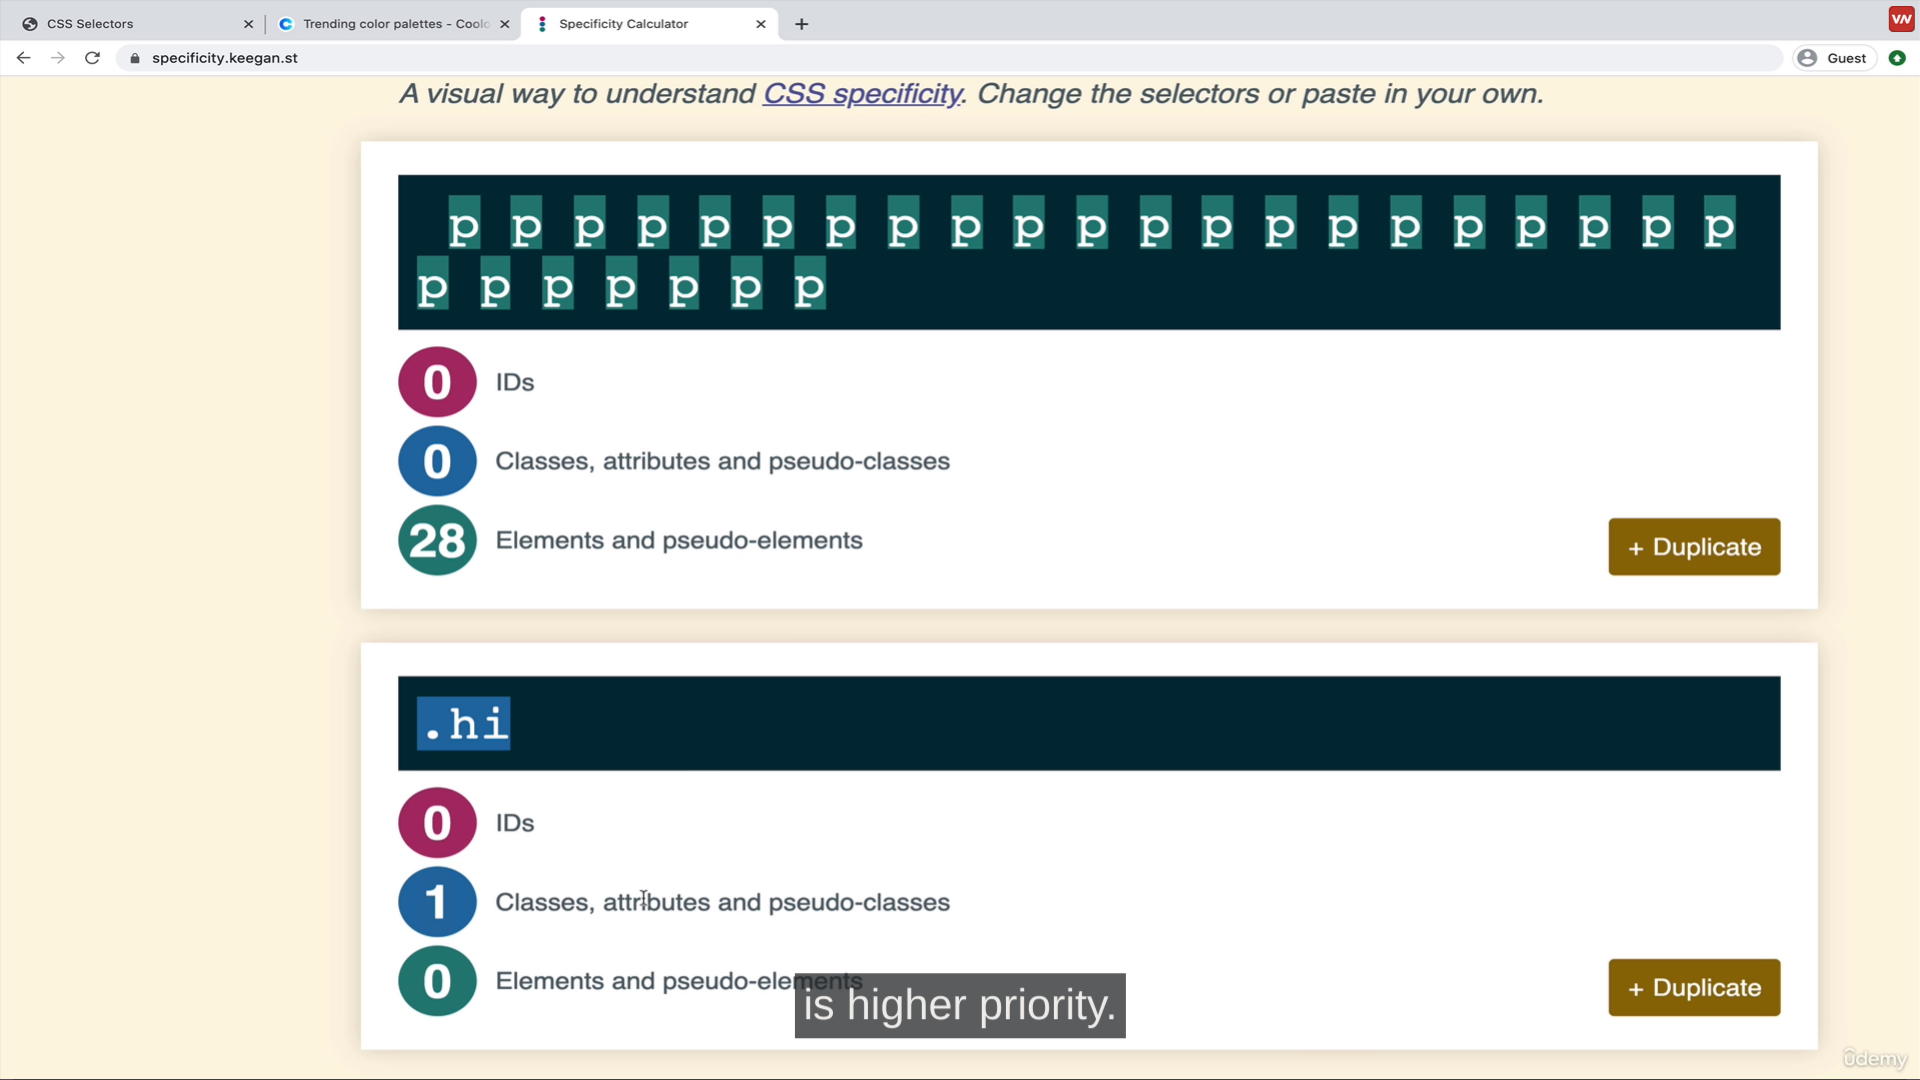 CSS Selectors
Trending color palettes - Coolo
Specificity Calculator
VN
specificity.keegan.st
Guest
A visual way to understand CSS specificity. Change the selectors or paste in your own.
p p p p p p p p p p p p p p p p p p p p p
p p p p p p p
0 IDs
0 Classes, attributes and pseudo-classes
28 Elements and pseudo-elements
+ Duplicate
.hi
0 IDs
1 Classes, attributes and pseudo-classes
0 Elements and pseudo-elements
+ Duplicate
is higher priority.
ûdemy